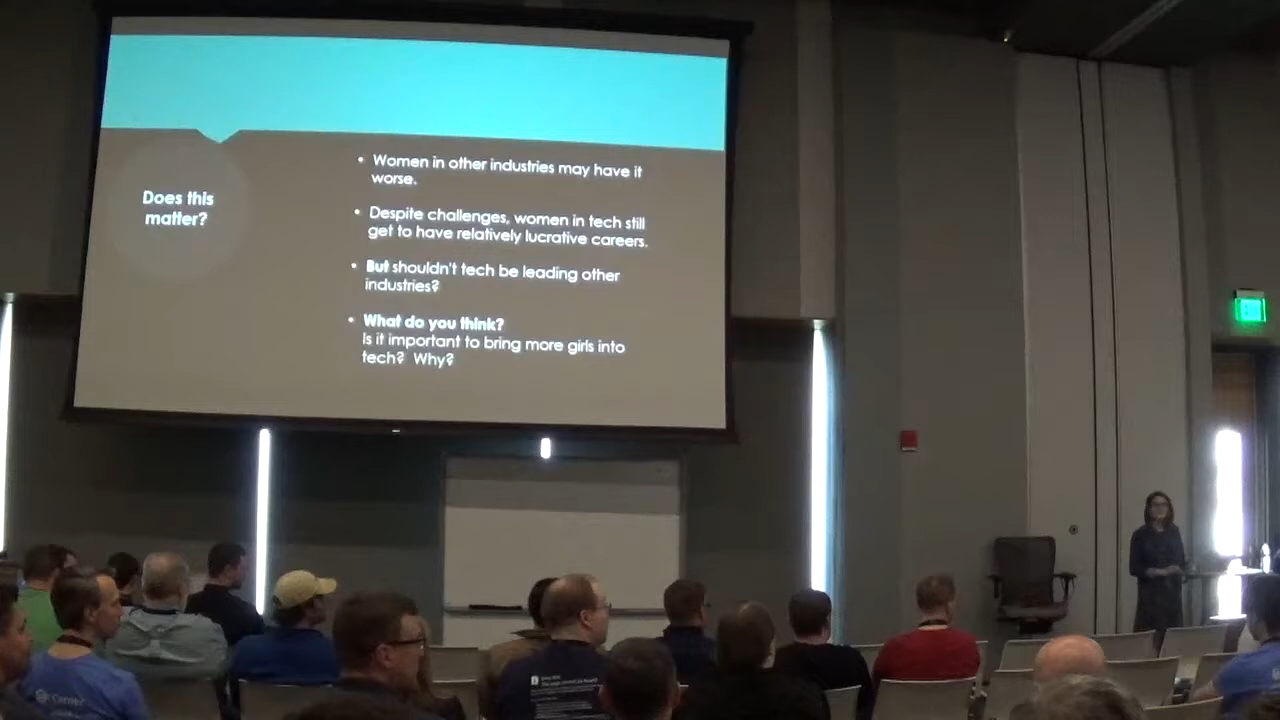 Does this
matter?
• Women in other industries may have it
worse.
• Despite challenges, women in tech still
get to have relatively lucrative careers.
• But shouldn't tech be leading other
industries?
• What do you think?
Is it important to bring more girls into
tech?  Why?